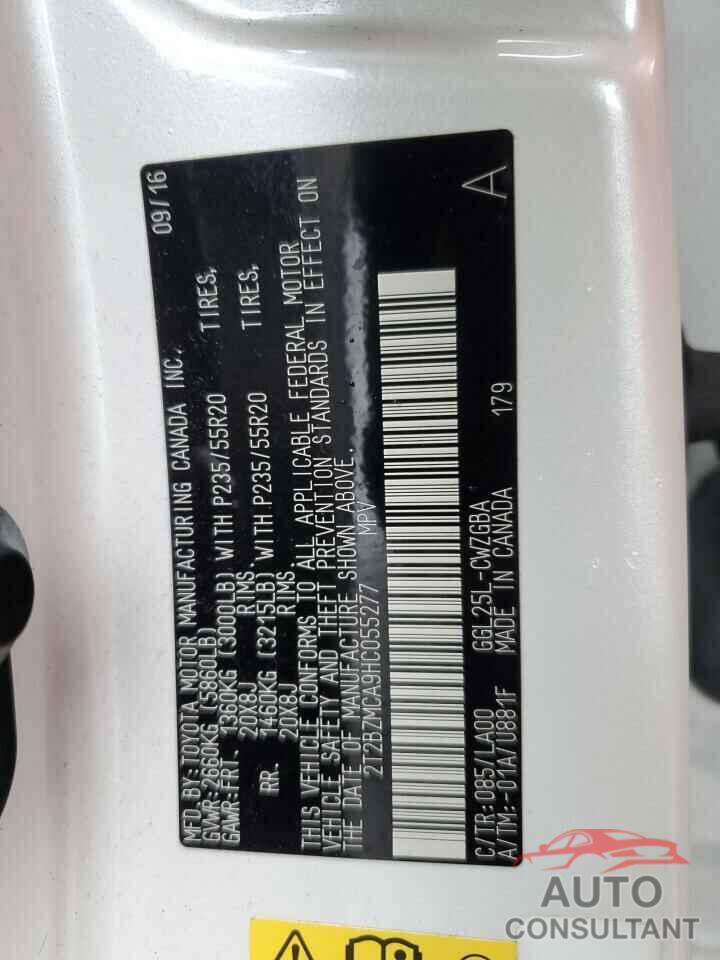 MFD.BY:TOYOTA MOTOR MANUFACTURING CANADA INC. 09/16
GVWR:2660KG (5860LB)
GAWR:FRT. 1360KG (3000LB) WITH P235/55R20 TIRES,
20X8J RIMS
RR. 1460KG (3215LB) WITH P235/55R20 TIRES,
20X8J RIMS
THIS VEHICLE CONFORMS TO ALL APPLICABLE FEDERAL MOTOR
VEHICLE SAFETY AND THEFT PREVENTION STANDARDS IN EFFECT ON
THE DATE OF MANUFACTURE SHOWN ABOVE.
2T2BZMCA9HC055277 MPV
C/TR:085/LA00 GGL25L-CWZGBA 179 A
A/TM:-01A/U881F MADE IN CANADA
AUTO
CONSULTANT